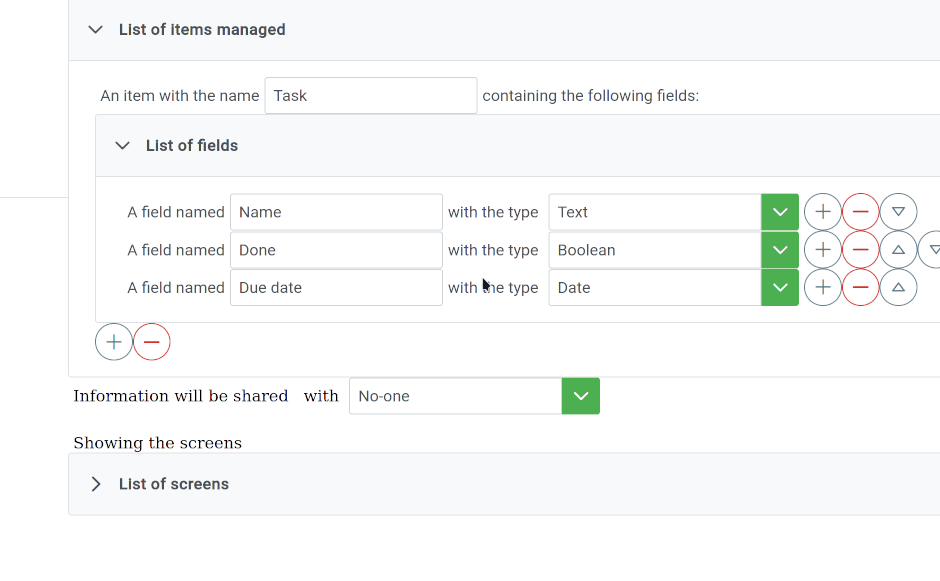 List of items managed
An item with the name Task containing the following fields:
List of fields
A field named Name with the type Text
A field named Done with the type Boolean
A field named Due date with the type Date
Information will be shared with No-one
Showing the screens
List of screens